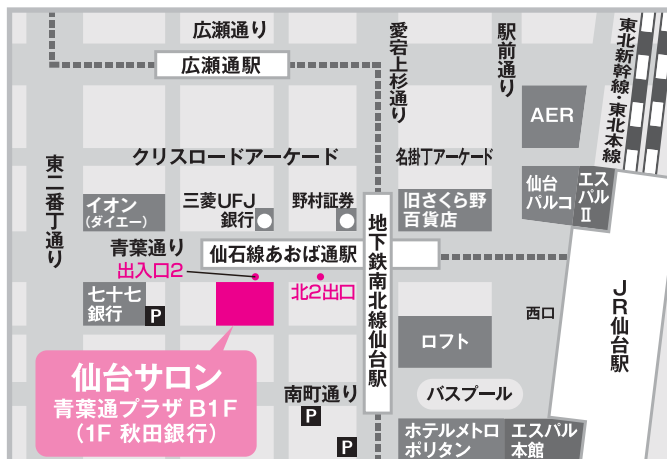 広瀬通り
広瀬通駅
愛宕上杉通り
駅前通り
東北新幹線・東北本線
AER
東二番丁通り
クリスロードアーケード
名掛丁アーケード
イオン
(ダイエー)
三菱UFJ
銀行
野村証券
旧さくら野
百貨店
仙台
パルコ
エス
パル
II
地下鉄南北線仙台駅
青葉通り
仙石線あおば通駅
出入口2
北2出口
七十七
銀行
P
ロフト
西口
JR仙台駅
仙台サロン
青葉通プラザ B1F
(1F 秋田銀行)
南町通り
P
P
バスプール
ホテルメトロ
ポリタン
エスパル
本館